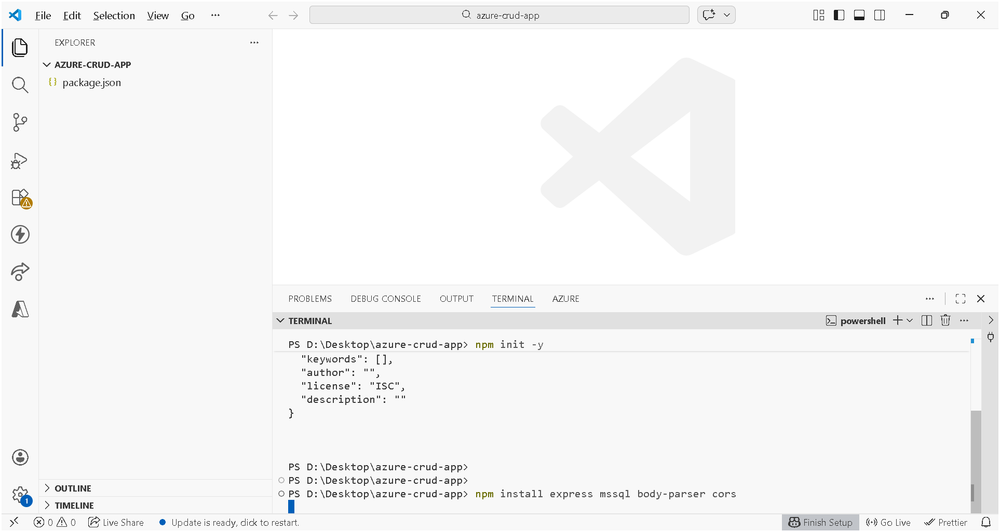 File Edit Selection View Go ···
azure-crud-app
EXPLORER ···
AZURE-CRUD-APP
{} package.json
PROBLEMS DEBUG CONSOLE OUTPUT TERMINAL AZURE ···
TERMINAL
powershell ···
PS D:\Desktop\azure-crud-app> npm init -y
"keywords": [],
"author": "",
"license": "ISC",
"description": ""
}
PS D:\Desktop\azure-crud-app>
PS D:\Desktop\azure-crud-app>
PS D:\Desktop\azure-crud-app> npm install express mssql body-parser cors
OUTLINE
1
TIMELINE
0 0 Live Share Update is ready, click to restart. Finish Setup Go Live Prettier